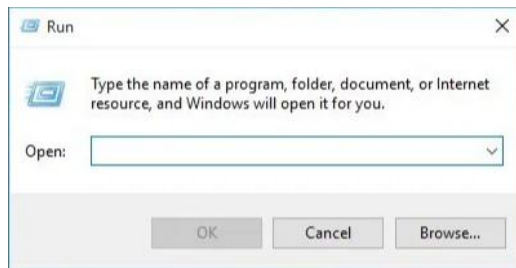 Run
Type the name of a program, folder, document, or Internet
resource, and Windows will open it for you.
Open:
OK Cancel Browse...